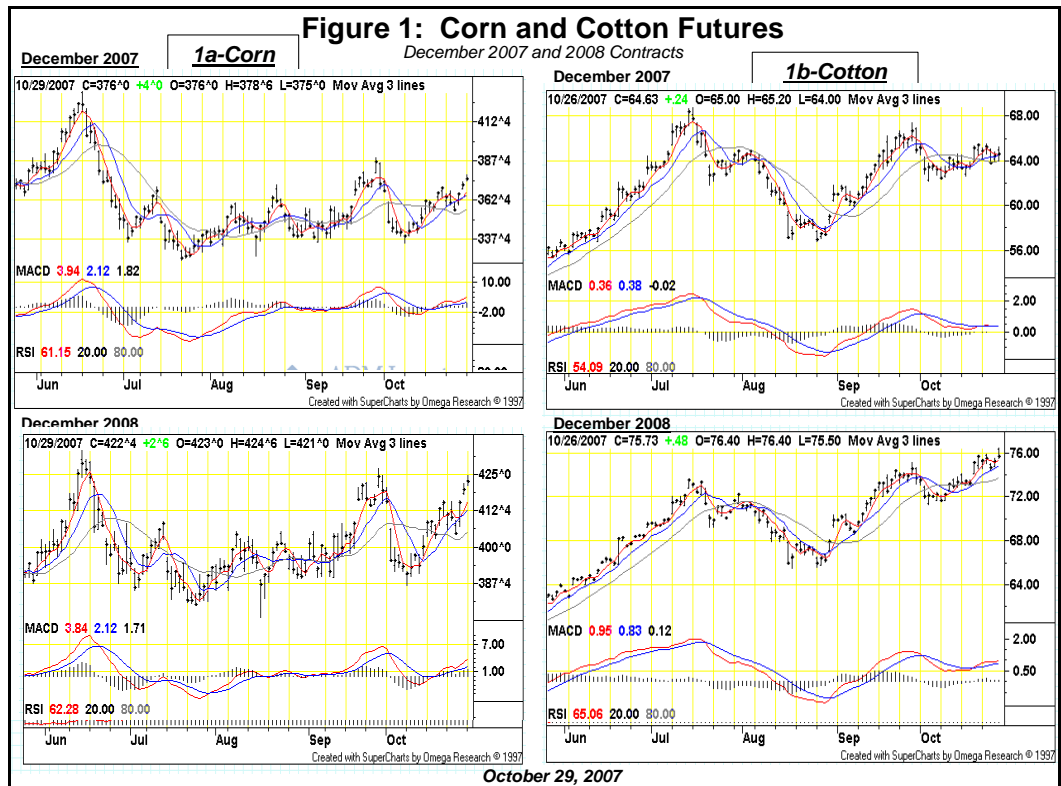 Figure 1: Corn and Cotton Futures
December 2007 and 2008 Contracts
December 2007
1a-Corn
10/29/2007 C=376^0 +4^0 O=376^0 H=378^6 L=375^0 Mov Avg 3 lines
412^4
387^4
362^4
337^4
MACD 3.94 2.12 1.82
10.00
-2.00
RSI 61.15 20.00 80.00
Jun Jul Aug Sep Oct
Created with SuperCharts by Omega Research © 1997
December 2007
1b-Cotton
10/26/2007 C=64.63 +.24 O=65.00 H=65.20 L=64.00 Mov Avg 3 lines
68.00
64.00
60.00
56.00
MACD 0.36 0.38 -0.02
2.00
0.00
RSI 54.09 20.00 80.00
Jun Jul Aug Sep Oct
Created with SuperCharts by Omega Research © 1997
December 2008
10/29/2007 C=422^4 +2^6 O=423^0 H=424^6 L=421^0 Mov Avg 3 lines
425^0
412^4
400^0
387^4
MACD 3.84 2.12 1.71
7.00
1.00
RSI 62.28 20.00 80.00
Jun Jul Aug Sep Oct
Created with SuperCharts by Omega Research © 1997
December 2008
10/26/2007 C=75.73 +.48 O=76.40 H=76.40 L=75.50 Mov Avg 3 lines
76.00
72.00
68.00
64.00
MACD 0.95 0.83 0.12
2.00
0.50
RSI 65.06 20.00 80.00
Jun Jul Aug Sep Oct
Created with SuperCharts by Omega Research © 1997
October 29, 2007